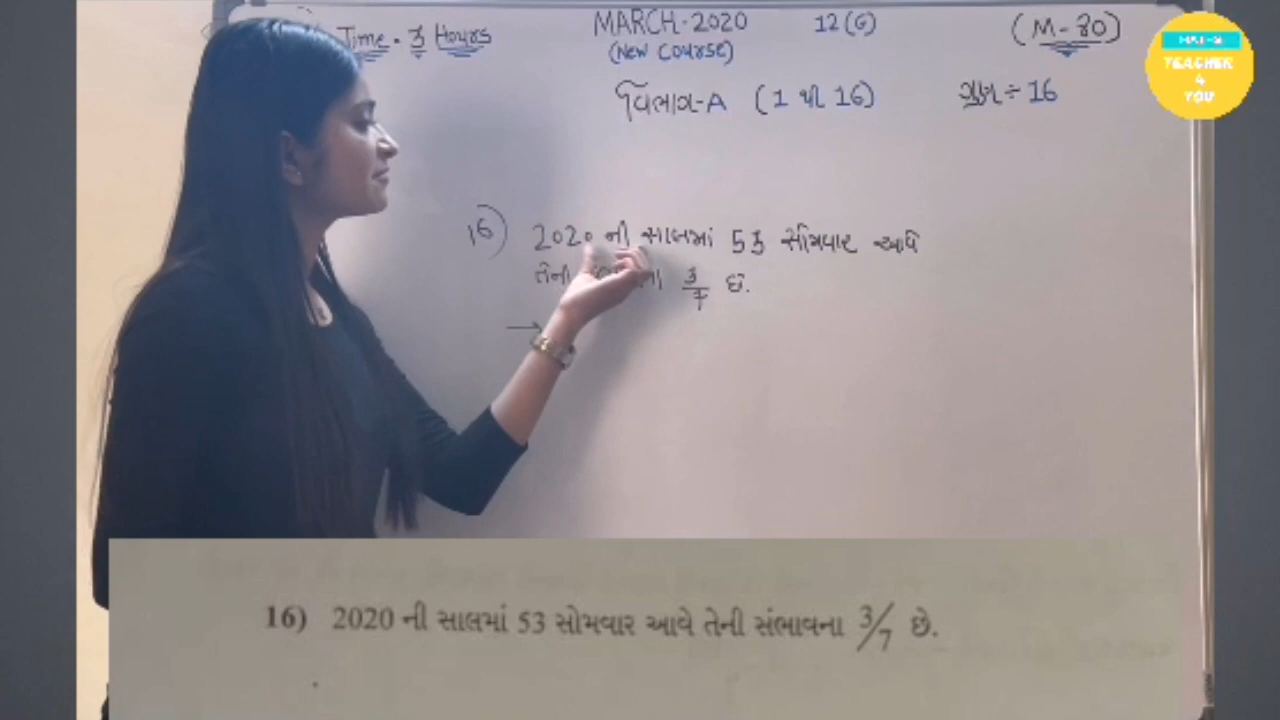 Time - 3 Hours
MARCH-2020
12(G)
(M-80)
(New Course)
વિભાગ-A (1 થી 16)
ગુણ ÷ 16
TEACHER
4
YOU
16) 2020 ની સાલમાં 53 સોમવાર આવે
તેની 3/7 છે.
→
16) 2020 ની સાલમાં 53 સોમવાર આવે તેની સંભાવના 3/7 છે.